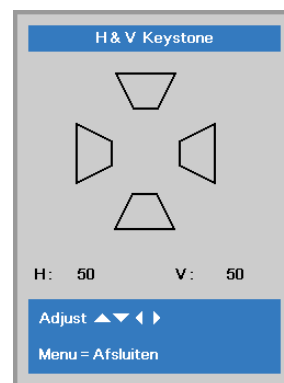 H & V Keystone
H: 50 V: 50
Adjust ▲▼◀▶
Menu = Afsluiten